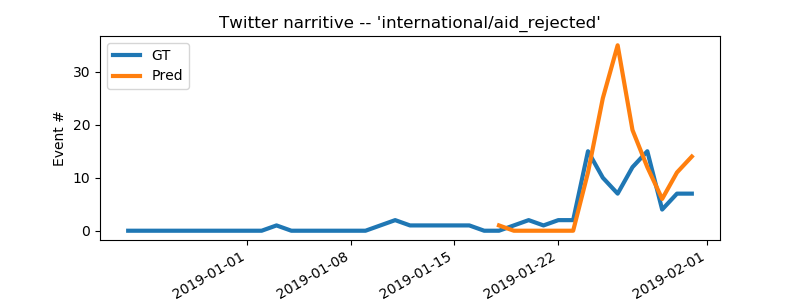 Twitter narritive -- 'international/aid_rejected'
GT
Pred
Event #
30
20
10
0
2019-01-01
2019-01-08
2019-01-15
2019-01-22
2019-02-01